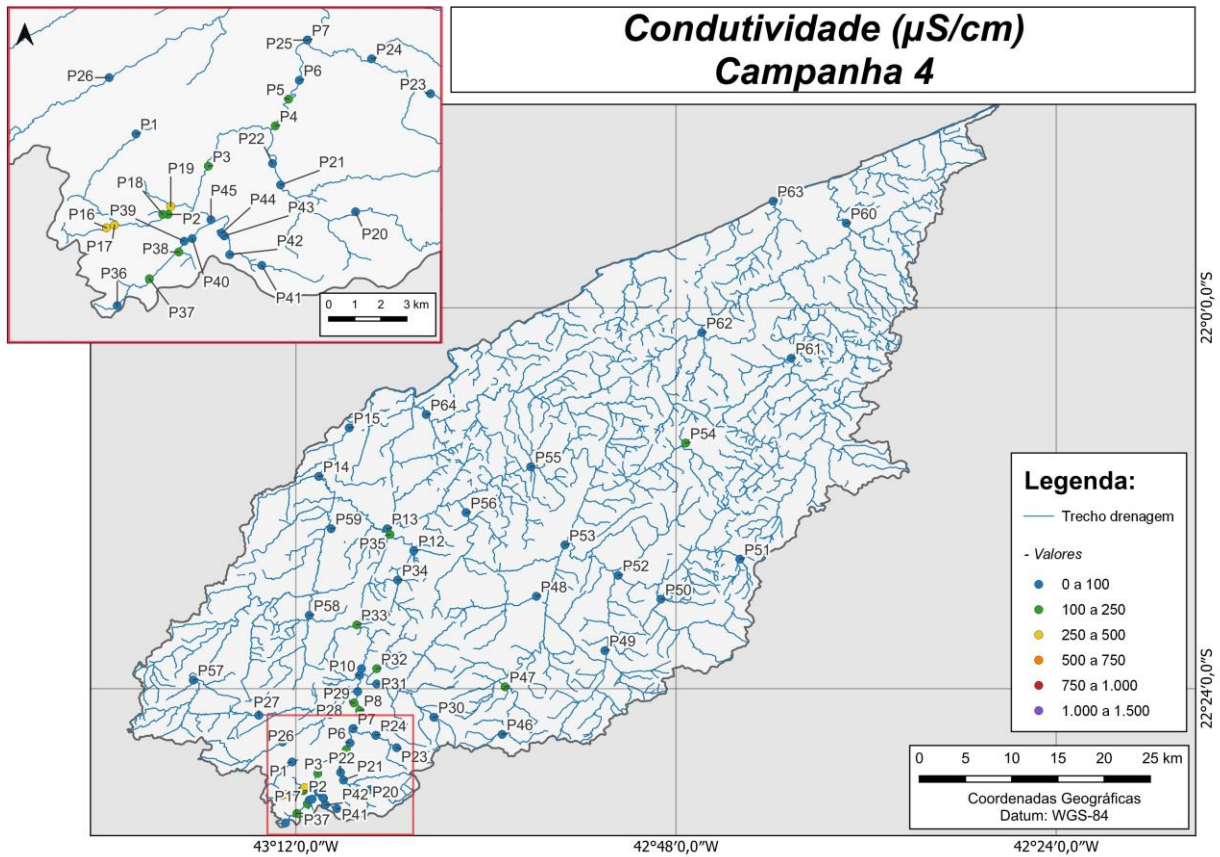 Condutividade (µS/cm)
Campanha 4
P7
P25
P24
P26
P6
P23
P5
P4
P1
P22
P3
P21
P19
P45
P18
P44
P39
P43
P16
P2
P20
P17
P42
P38
P36
P40
P41
P37
0 1 2 3 km
P63
P60
22°0'0,0"S
P62
P61
P64
P15
P54
P55
P14
P56
P59
P13
P35
P12
P53
P51
P34
P52
P48
P50
P58
P33
P49
P10
P32
P57
P31
P47
P29
P8
P27
P28
P30
P7
P46
P26
P6
P24
P23
P1
P22
P3
P21
P2
P17
P42
P20
P41
P37
22°24'0,0"S
Legenda:
Trecho drenagem
- Valores
0 a 100
100 a 250
250 a 500
500 a 750
750 a 1.000
1.000 a 1.500
0 5 10 15 20 25 km
Coordenadas Geográficas
Datum: WGS-84
43°12'0,0"W
42°48'0,0"W
42°24'0,0"W